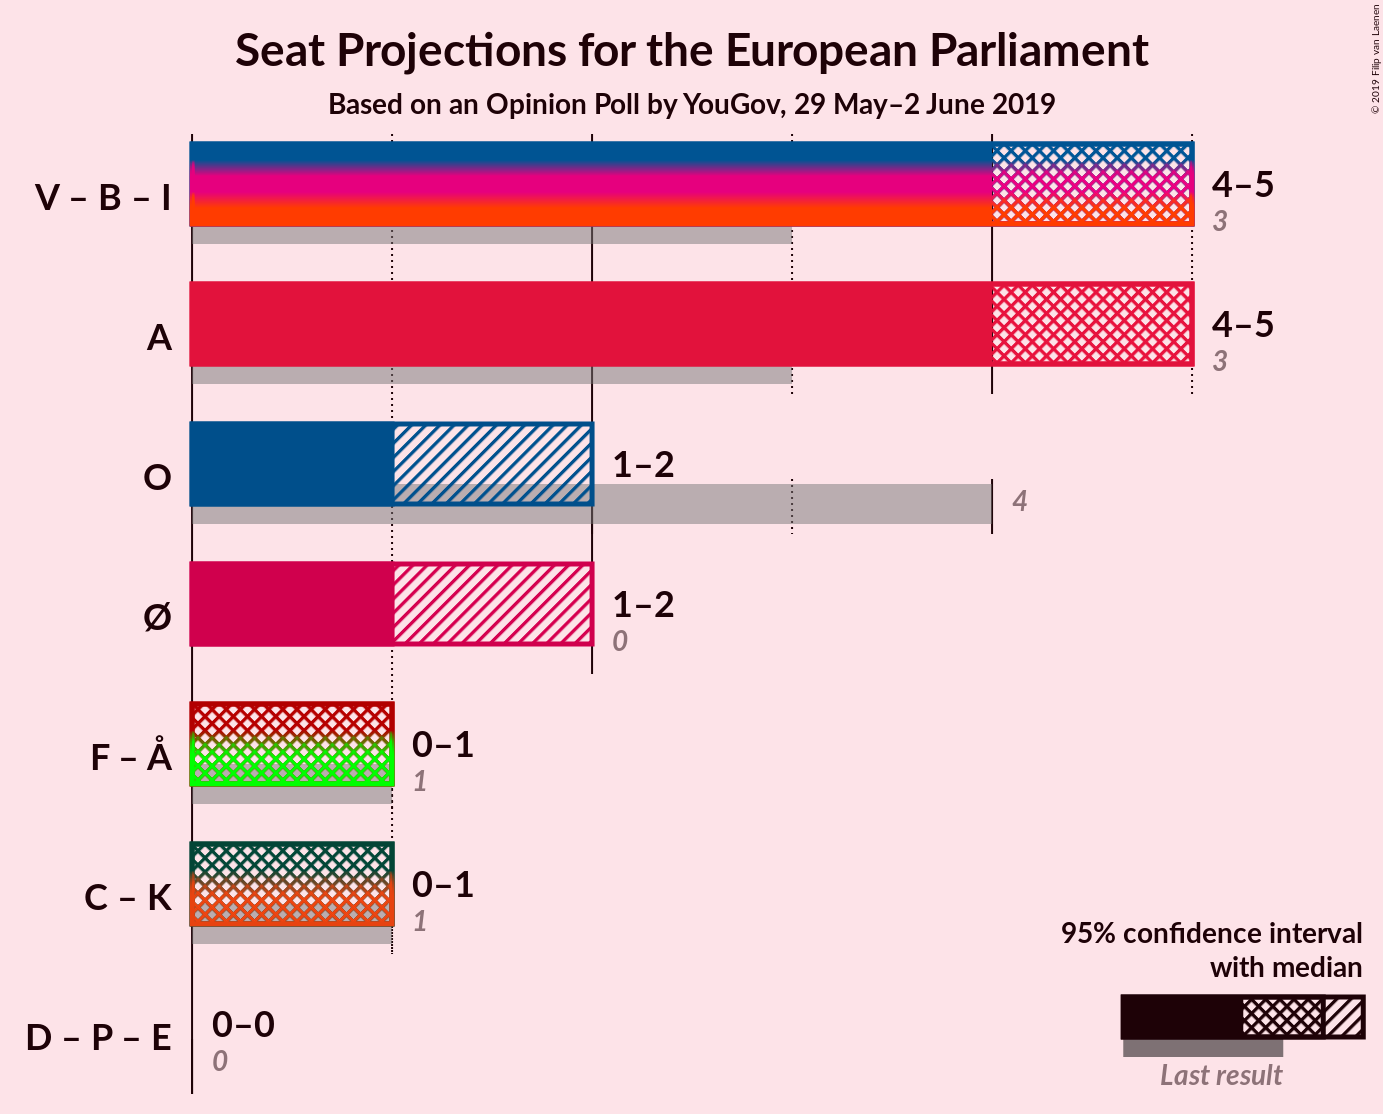 Seat Projections for the European Parliament
Based on an Opinion Poll by YouGov, 29 May–2 June 2019
© 2019 Filip van Laenen
V – B – I
4–5
3
A
4–5
3
O
1–2
4
Ø
1–2
0
F – Å
0–1
1
C – K
0–1
1
D – P – E
0–0
0
95% confidence interval
with median
Last result